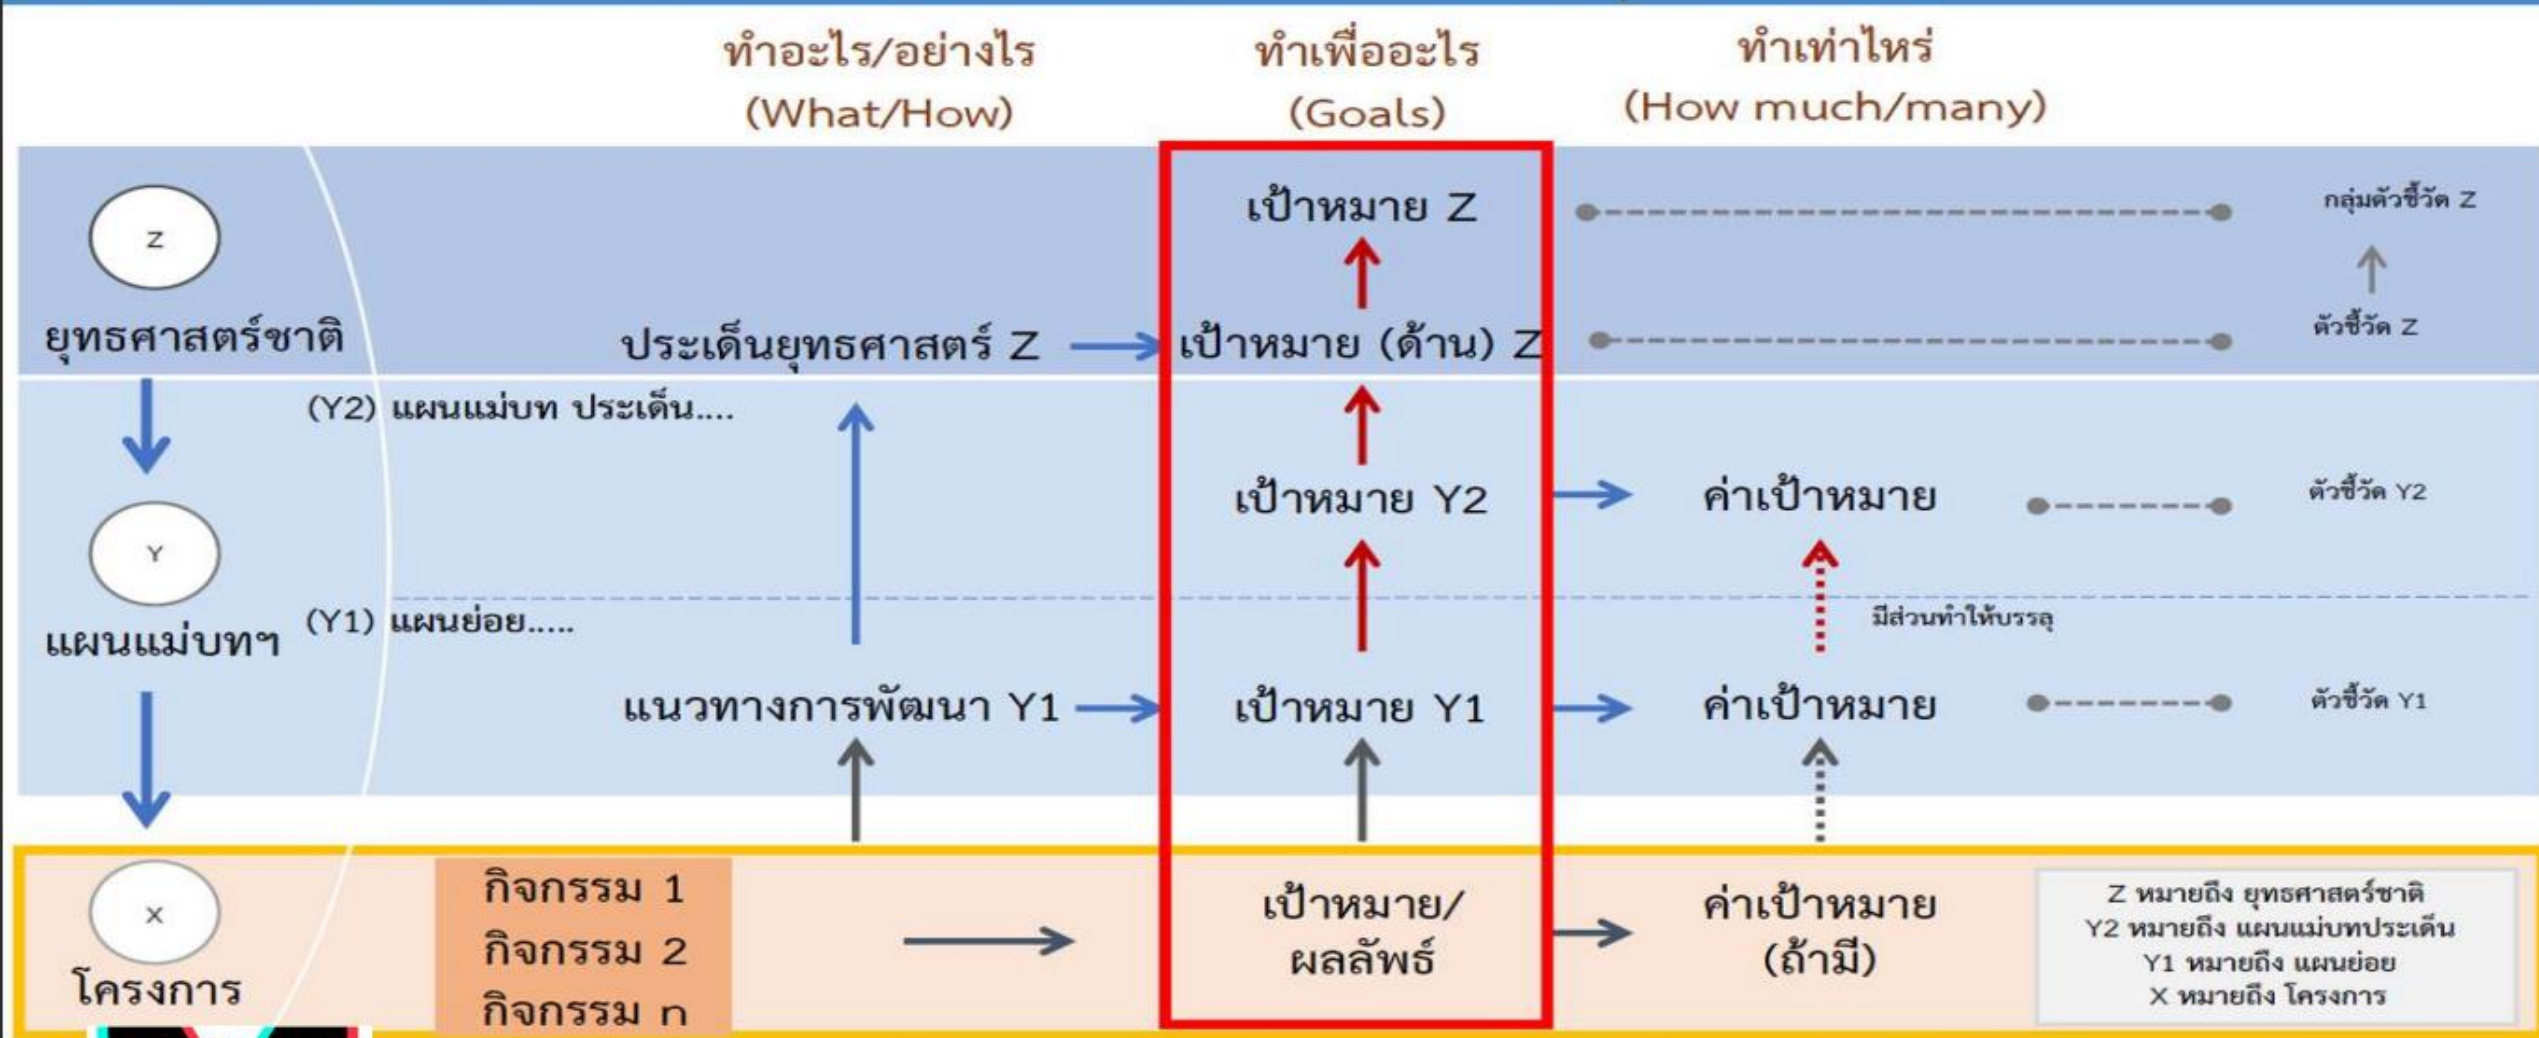 ทำอะไร/อย่างไร
(What/How)
ทำเพื่ออะไร
(Goals)
ทำเท่าไหร่
(How much/many)
Z
ยุทธศาสตร์ชาติ
ประเด็นยุทธศาสตร์ Z
เป้าหมาย Z
เป้าหมาย (ด้าน) Z
กลุ่มตัวชี้วัด Z
ตัวชี้วัด Z
(Y2) แผนแม่บท ประเด็น....
เป้าหมาย Y2
ค่าเป้าหมาย
ตัวชี้วัด Y2
Y
แผนแม่บทฯ
(Y1) แผนย่อย.....
มีส่วนทำให้บรรลุ
แนวทางการพัฒนา Y1
เป้าหมาย Y1
ค่าเป้าหมาย
ตัวชี้วัด Y1
X
โครงการ
กิจกรรม 1
กิจกรรม 2
กิจกรรม n
เป้าหมาย/
ผลลัพธ์
ค่าเป้าหมาย
(ถ้ามี)
Z หมายถึง ยุทธศาสตร์ชาติ
Y2 หมายถึง แผนแม่บทประเด็น
Y1 หมายถึง แผนย่อย
X หมายถึง โครงการ